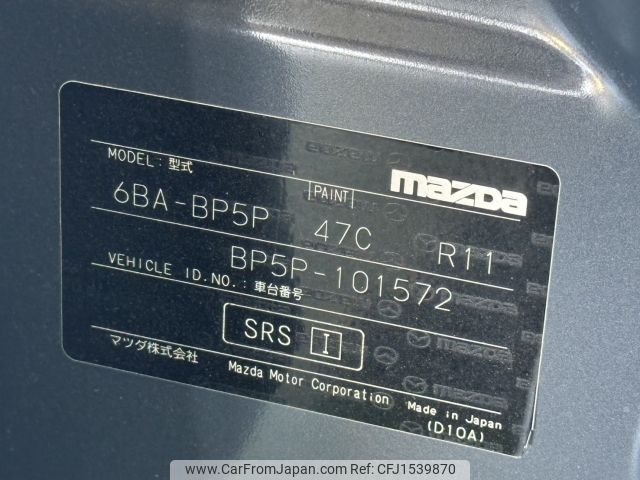 MODEL: 型式
PAINT
mazda
6BA-BP5P 47C R11
VEHICLE ID.NO.: 車台番号
BP5P-101572
SRS I
マツダ株式会社
Mazda Motor Corporation
Made in Japan
(D10A)
www.CarFromJapan.com ID: CFJ1539870